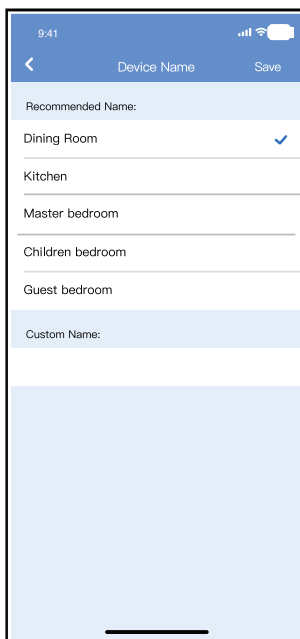 9:41
Device Name
Save
Recommended Name:
Dining Room
Kitchen
Master bedroom
Children bedroom
Guest bedroom
Custom Name: